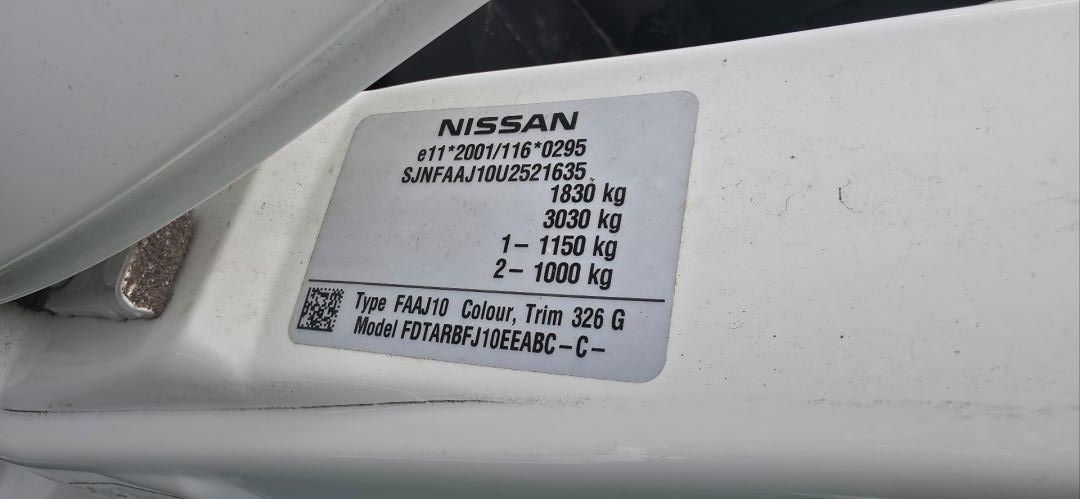 NISSAN
e11*2001/116*0295
SJNFAAJ10U2521635
1830 kg
3030 kg
1- 1150 kg
2- 1000 kg
Type FAAJ10 Colour, Trim 326 G
Model FDTARBFJ10EEABC-C-